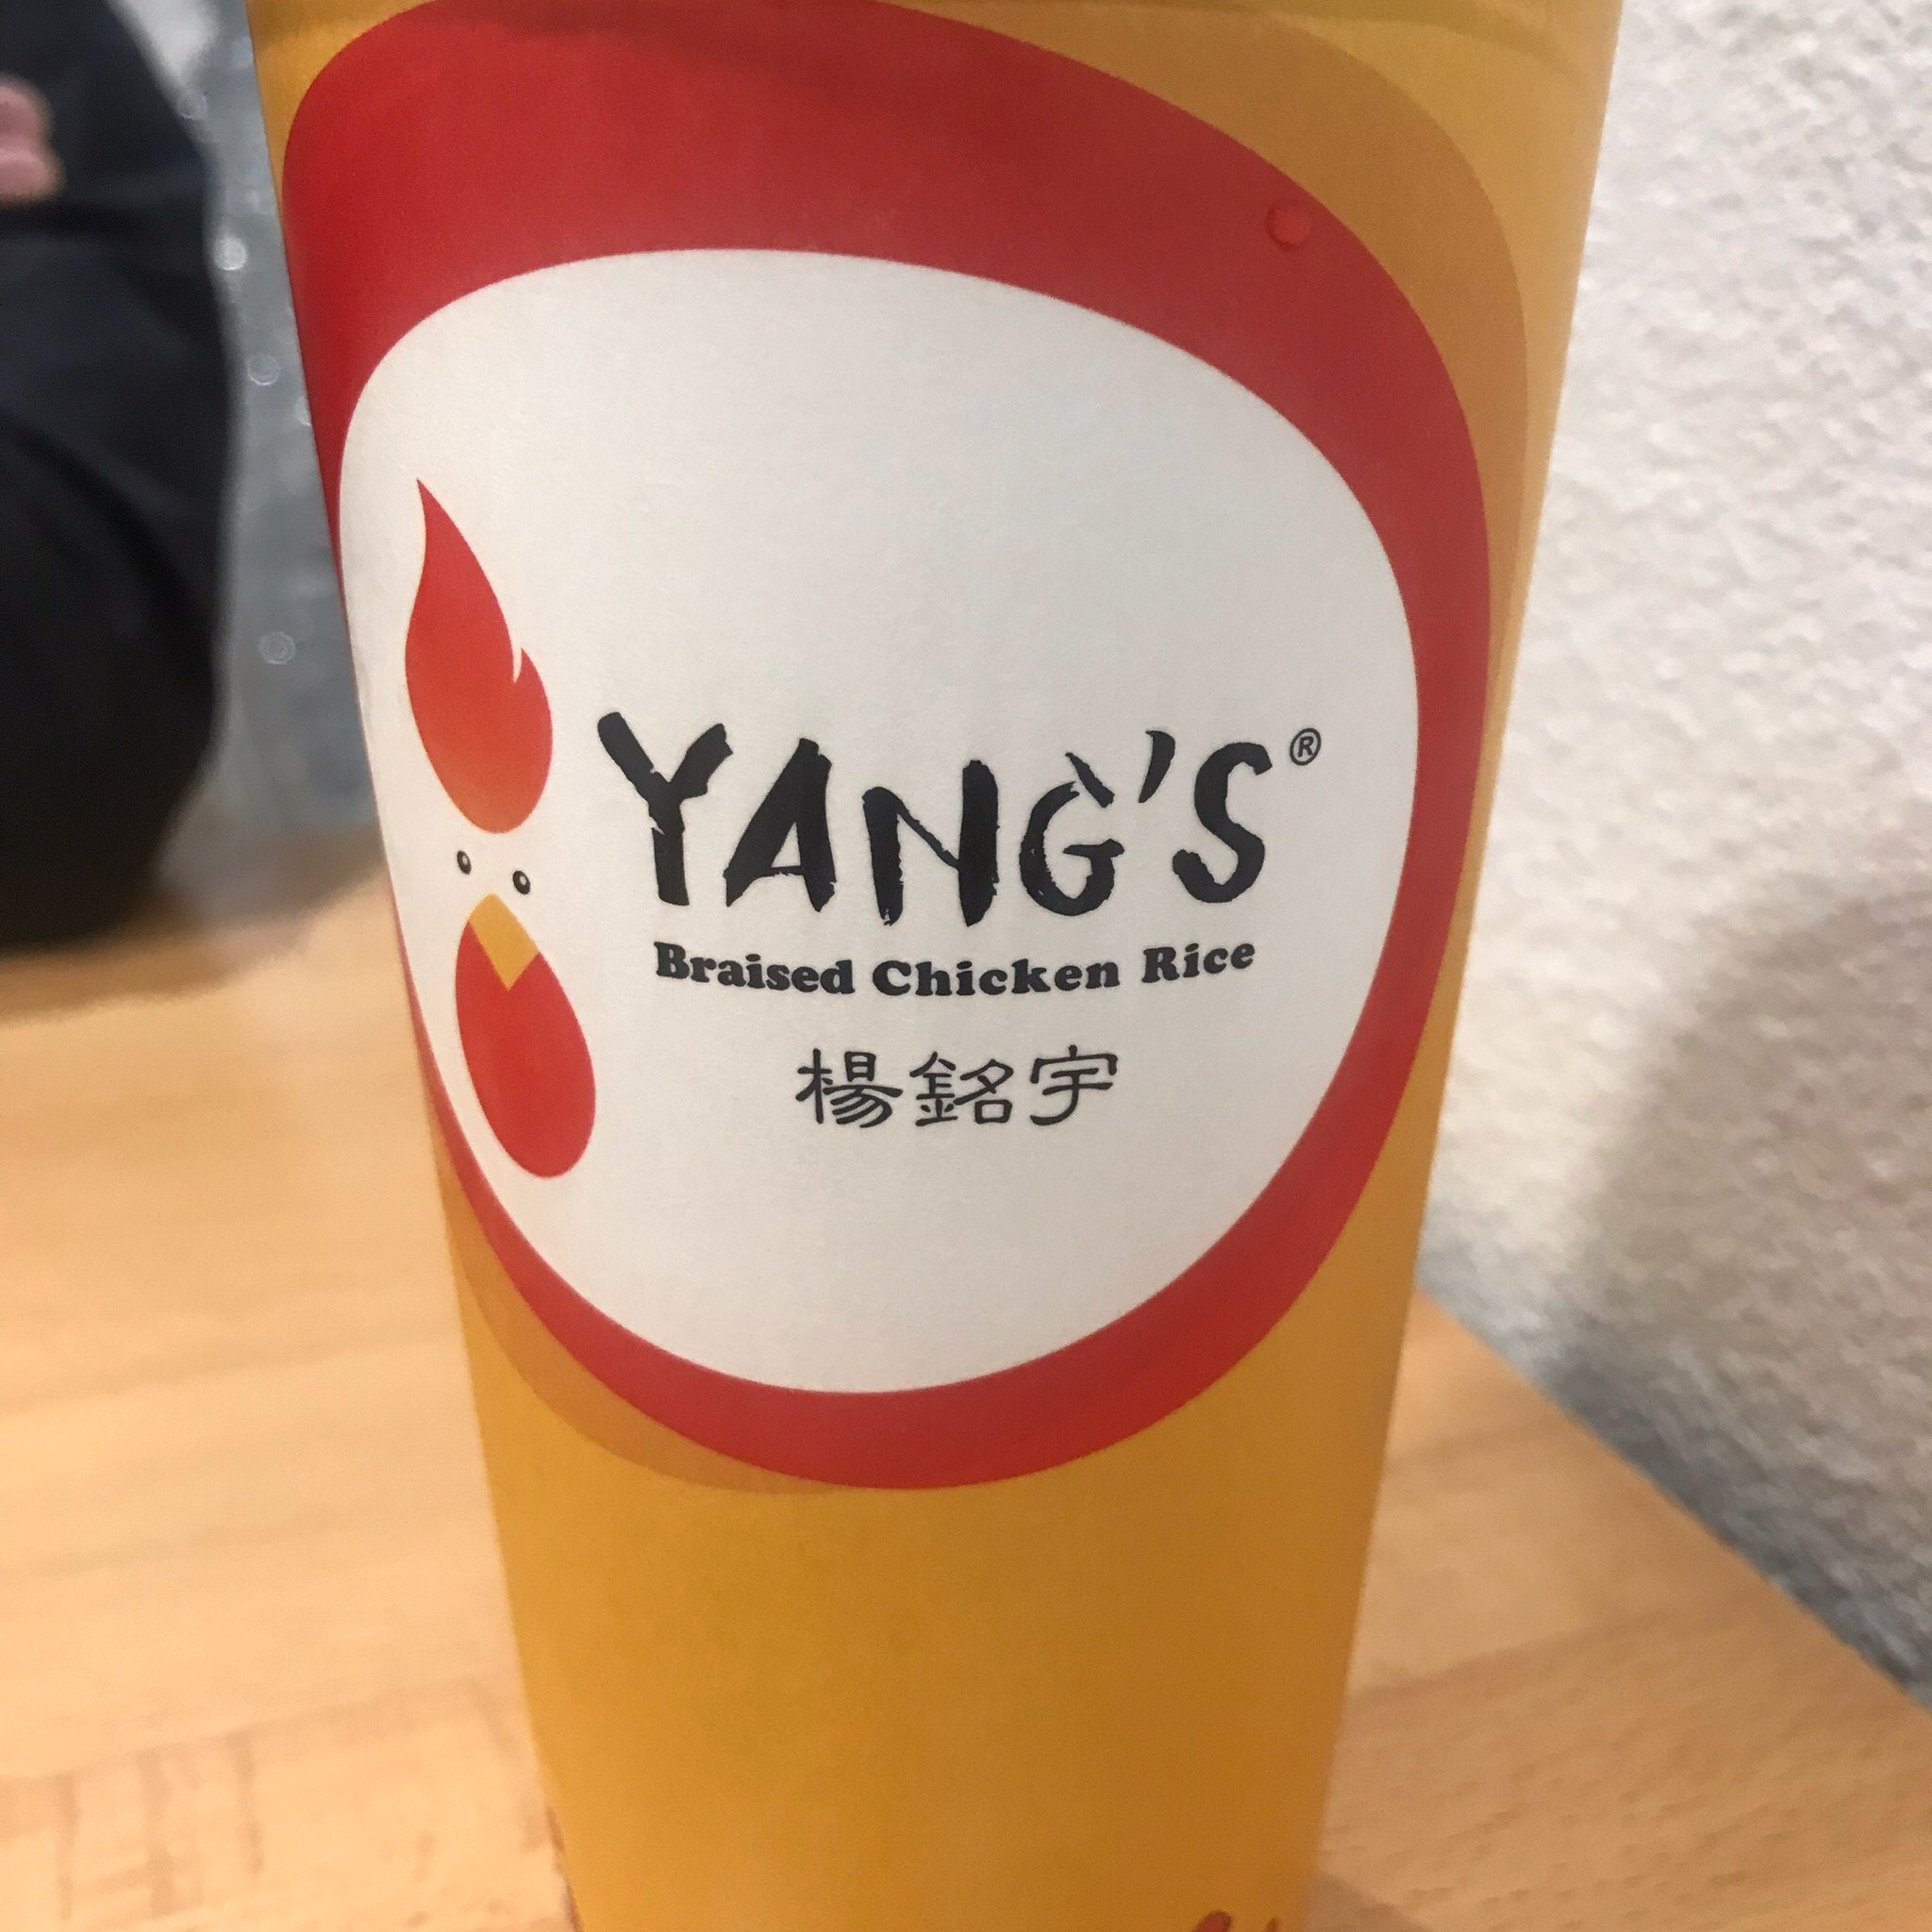 YANG'S®
Braised Chicken Rice
楊銘宇